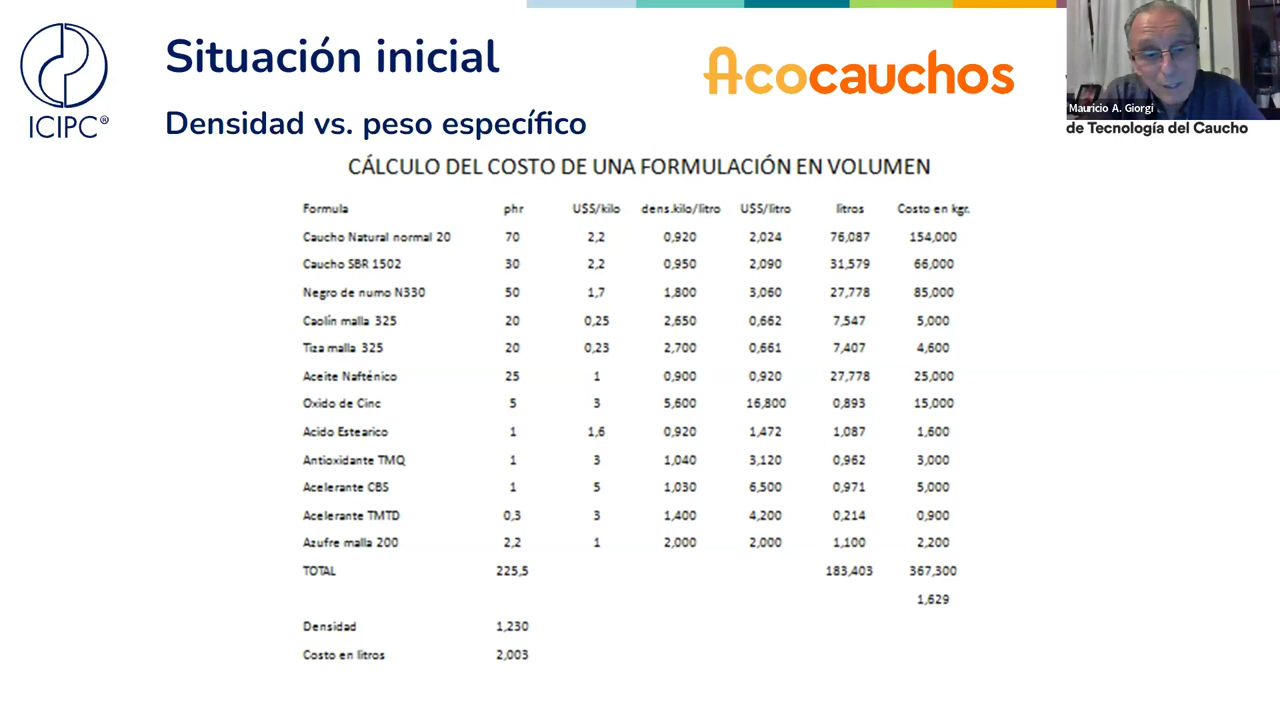 ICIPC®
Situación inicial
Densidad vs. peso específico
Acocauchos
Mauricio A. Giorgi
de Tecnología del Caucho
CÁLCULO DEL COSTO DE UNA FORMULACIÓN EN VOLUMEN
Formula phr U$S/kilo dens.kilo/litro U$S/litro litros Costo en kgr.
Caucho Natural normal 20 70 2,2 0,920 2,024 76,087 154,000
Caucho SBR 1502 30 2,2 0,950 2,090 31,579 66,000
Negro de numo N330 50 1,7 1,800 3,060 27,778 85,000
Caolín malla 325 20 0,25 2,650 0,662 7,547 5,000
Tiza malla 325 20 0,23 2,700 0,661 7,407 4,600
Aceite Nafténico 25 1 0,900 0,920 27,778 25,000
Oxido de Cinc 5 3 5,600 16,800 0,893 15,000
Acido Estearico 1 1,6 0,920 1,472 1,087 1,600
Antioxidante TMQ 1 3 1,040 3,120 0,962 3,000
Acelerante CBS 1 5 1,030 6,500 0,971 5,000
Acelerante TMTD 0,3 3 1,400 4,200 0,214 0,900
Azufre malla 200 2,2 1 2,000 2,000 1,100 2,200
TOTAL 225,5 183,403 367,300
1,629
Densidad 1,230
Costo en litros 2,003